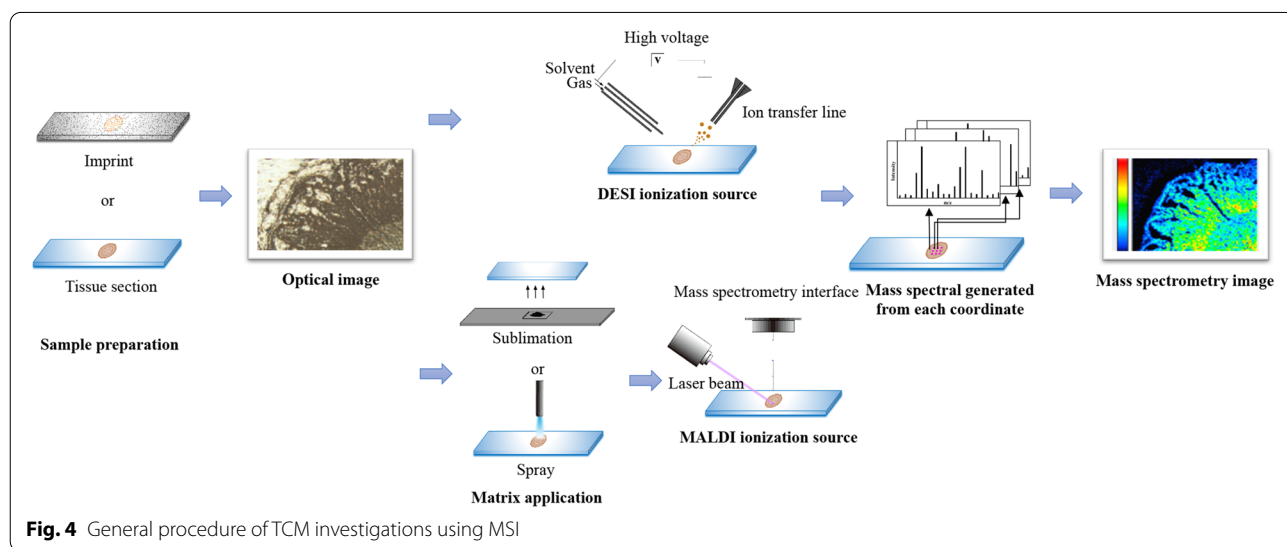 Imprint
or
Tissue section
Sample preparation
Optical image
High voltage
V
Solvent
Gas
Ion transfer line
DESI ionization source
Sublimation
or
Spray
Matrix application
Mass spectrometry interface
Laser beam
MALDI ionization source
Intensity
m/z
Mass spectral generated
from each coordinate
Mass spectrometry image
Fig. 4 General procedure of TCM investigations using MSI